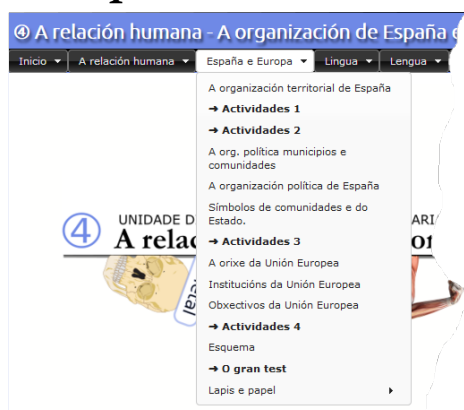 ④ A relación humana - A organización de España e
Inicio A relación humana España e Europa Lingua Lengua
A organización territorial de España
→ Actividades 1
→ Actividades 2
A org. política municipios e
comunidades
A organización política de España
Símbolos de comunidades e do
Estado.
→ Actividades 3
A orixe da Unión Europea
Institucións da Unión Europea
Obxectivos da Unión Europea
→ Actividades 4
Esquema
→ O gran test
Lapis e papel
④ UNIDADE D
A relac